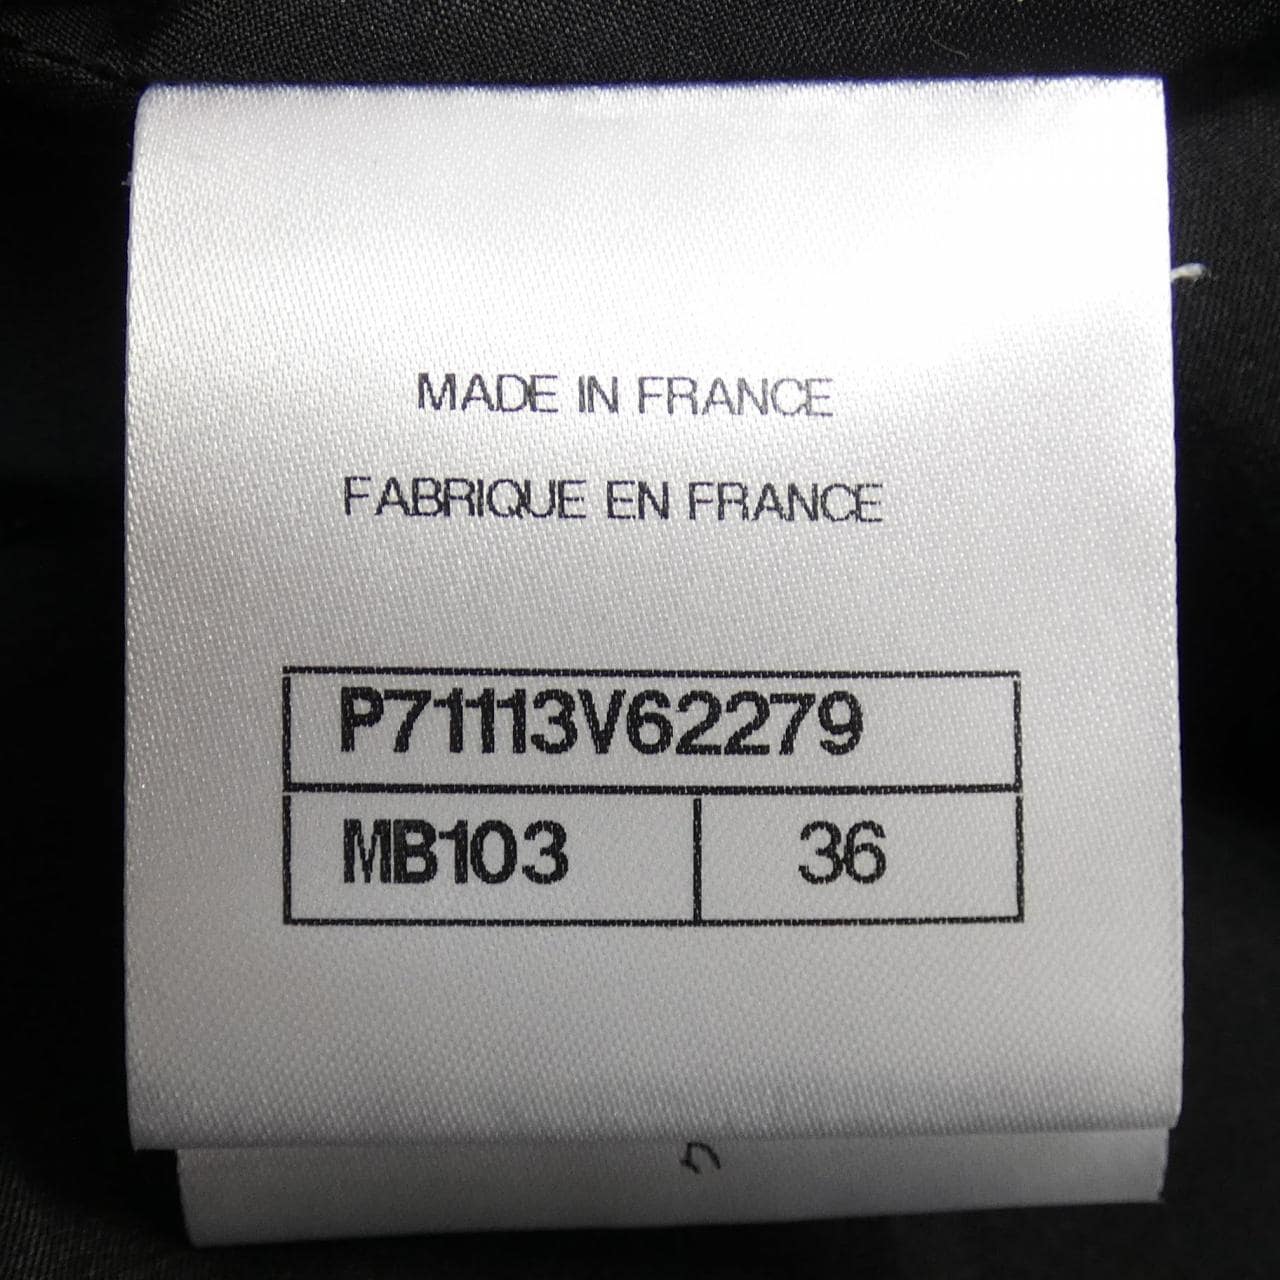 MADE IN FRANCE
FABRIQUE EN FRANCE
P71113V62279
MB103 36